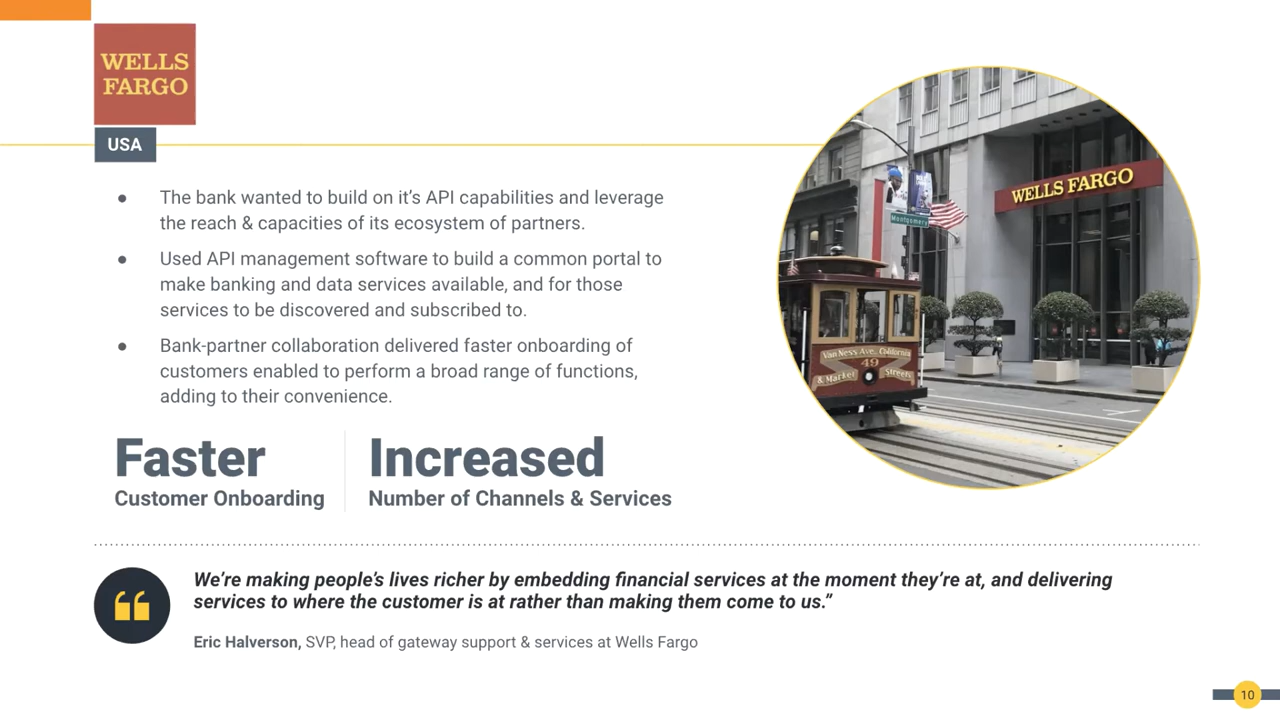 WELLS
FARGO
USA
● The bank wanted to build on it’s API capabilities and leverage
the reach & capacities of its ecosystem of partners.
● Used API management software to build a common portal to
make banking and data services available, and for those
services to be discovered and subscribed to.
● Bank-partner collaboration delivered faster onboarding of
customers enabled to perform a broad range of functions,
adding to their convenience.
Faster
Customer Onboarding
Increased
Number of Channels & Services
WELLS FARGO
Montgomery
Van Ness Ave. California
49
& Market Streets
We’re making people’s lives richer by embedding financial services at the moment they’re at, and delivering
services to where the customer is at rather than making them come to us.”
Eric Halverson, SVP, head of gateway support & services at Wells Fargo
10